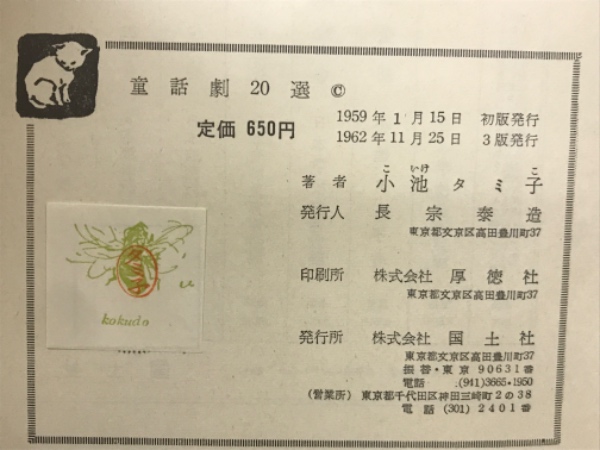 童話劇20選 ©
定価 650円
1959年1月15日 初版発行
1962年11月25日 3版発行
こ いけ こ
著者 小池タミ子
発行人 長宗泰造
東京都文京区高田豊川町37
印刷所 株式会社 厚徳社
東京都文京区高田豊川町37
発行所 株式会社 国土社
東京都文京区高田豊川町37
振替・東京 90631番
電話 (941)3665・1950
(営業所) 東京都千代田区神田三崎町2の38
電話 (301) 2401番
kokudo